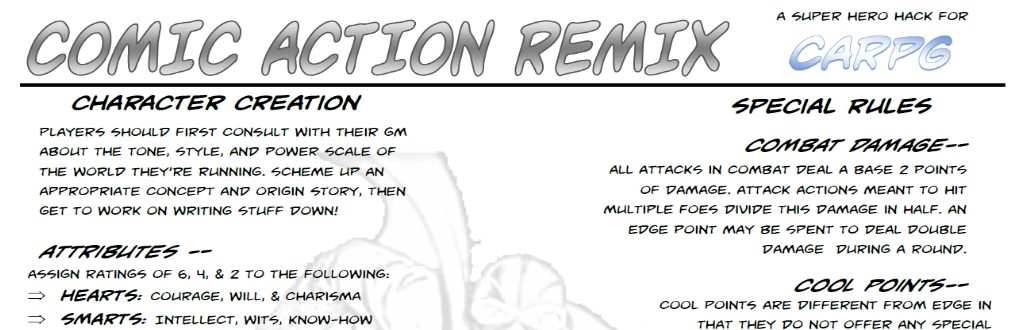 COMIC ACTION REMIX
A SUPER HERO HACK FOR
CARPG
CHARACTER CREATION
PLAYERS SHOULD FIRST CONSULT WITH THEIR GM
ABOUT THE TONE, STYLE, AND POWER SCALE OF
THE WORLD THEY'RE RUNNING. SCHEME UP AN
APPROPRIATE CONCEPT AND ORIGIN STORY, THEN
GET TO WORK ON WRITING STUFF DOWN!
ATTRIBUTES --
ASSIGN RATINGS OF 6, 4, & 2 TO THE FOLLOWING:
⇒ HEARTS: COURAGE, WILL, & CHARISMA
⇒ SMARTS: INTELLECT, WITS, KNOW-HOW
SPECIAL RULES
COMBAT DAMAGE--
ALL ATTACKS IN COMBAT DEAL A BASE 2 POINTS
OF DAMAGE. ATTACK ACTIONS MEANT TO HIT
MULTIPLE FOES DIVIDE THIS DAMAGE IN HALF. AN
EDGE POINT MAY BE SPENT TO DEAL DOUBLE
DAMAGE DURING A ROUND.
COOL POINTS--
COOL POINTS ARE DIFFERENT FROM EDGE IN
THAT THEY DO NOT OFFER ANY SPECIAL